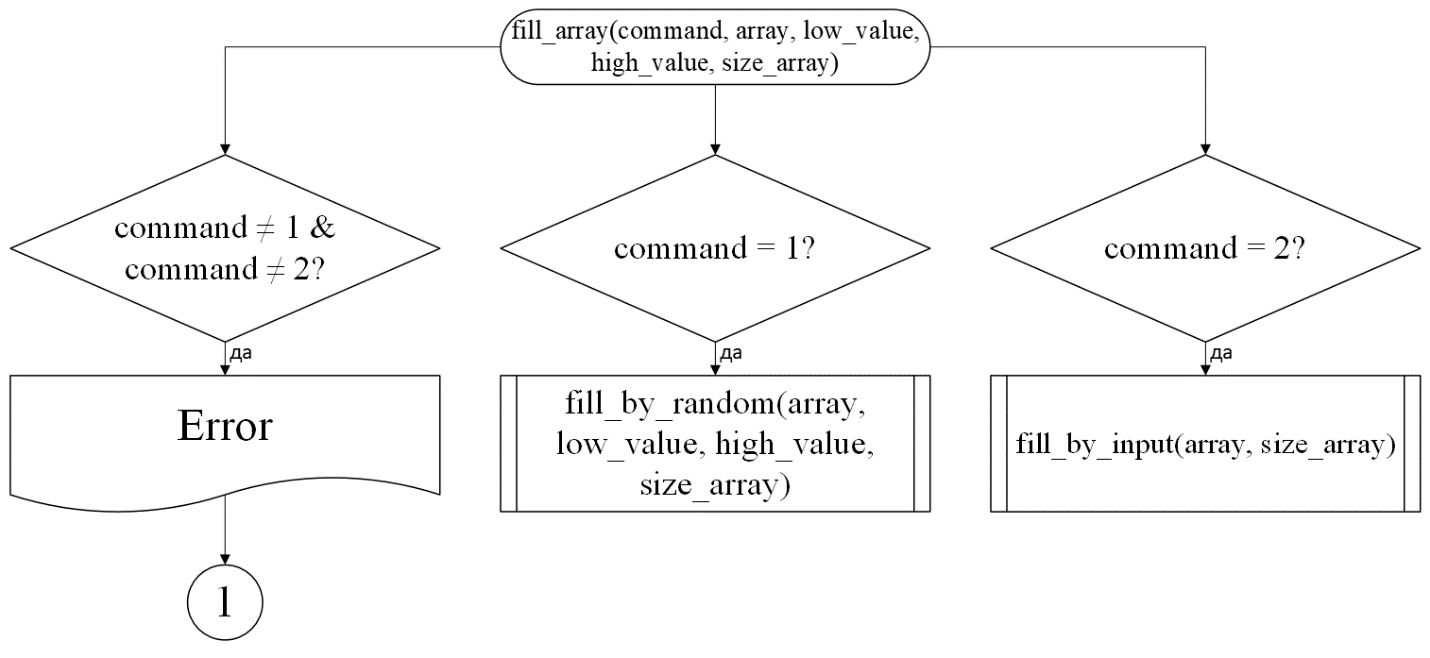 fill_array(command, array, low_value,
high_value, size_array)
command ≠ 1 &
command ≠ 2?
да
Error
1
command = 1?
да
fill_by_random(array,
low_value, high_value,
size_array)
command = 2?
да
fill_by_input(array, size_array)